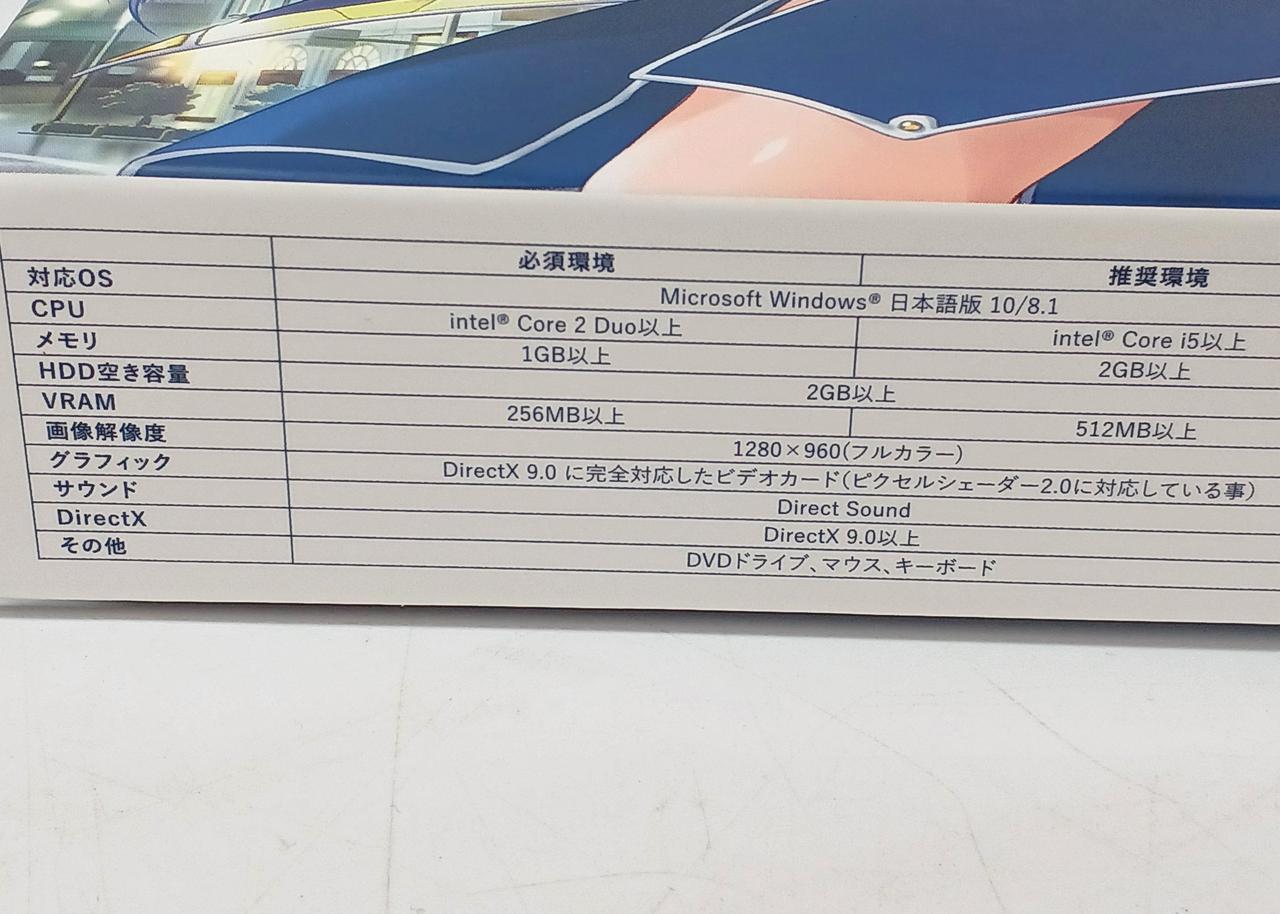 必須環境 推奨環境
対応OS Microsoft Windows® 日本語版 10/8.1
CPU intel® Core 2 Duo以上 intel® Core i5以上
メモリ 1GB以上 2GB以上
HDD空き容量 2GB以上
VRAM 256MB以上 512MB以上
画像解像度 1280×960(フルカラー)
グラフィック DirectX 9.0 に完全対応したビデオカード(ピクセルシェーダー2.0に対応している事)
サウンド Direct Sound
DirectX DirectX 9.0以上
その他 DVDドライブ、マウス、キーボード